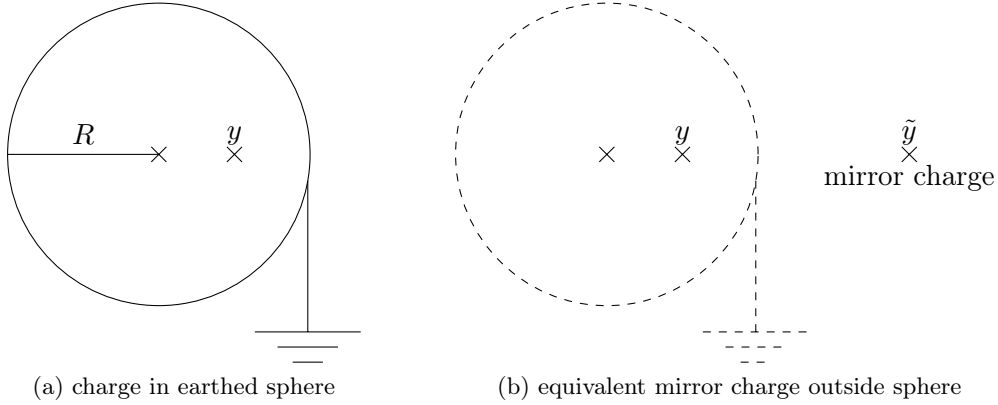 R
y
y
ỹ
mirror charge
(a) charge in earthed sphere
(b) equivalent mirror charge outside sphere